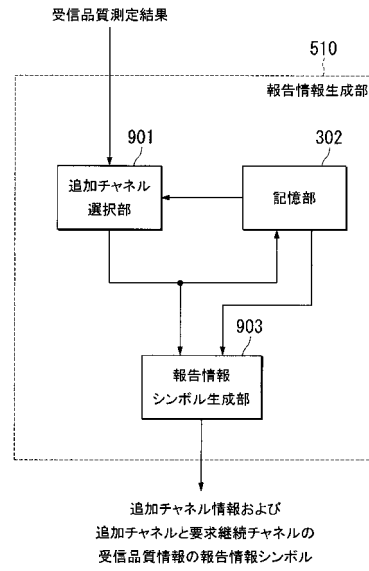 受信品質測定結果
510
報告情報生成部
901
302
追加チャネル
選択部
記憶部
903
報告情報
シンボル生成部
追加チャネル情報および
追加チャネルと要求継続チャネルの
受信品質情報の報告情報シンボル